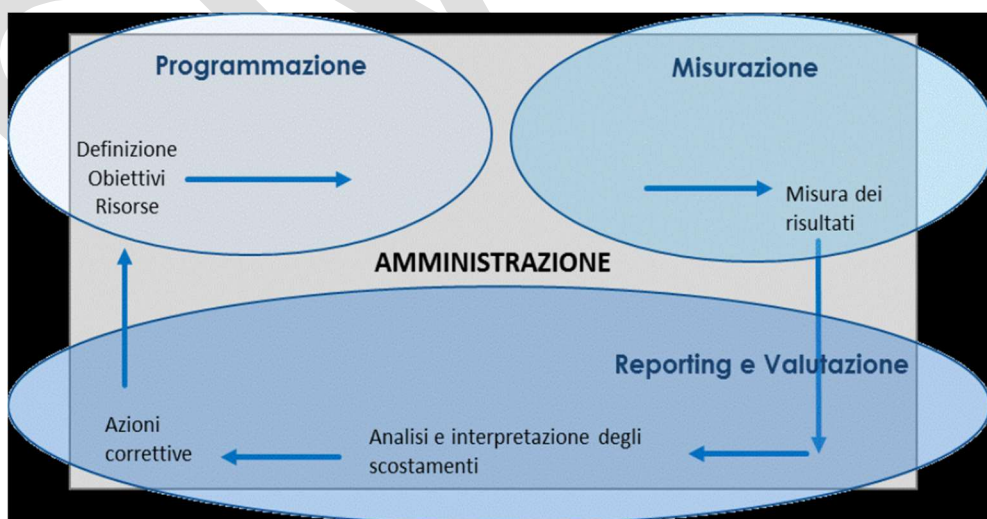 Programmazione
Misurazione
Definizione
Obiettivi
Risorse
Misura dei
risultati
AMMINISTRAZIONE
Reporting e Valutazione
Azioni
correttive
Analisi e interpretazione degli
scostamenti